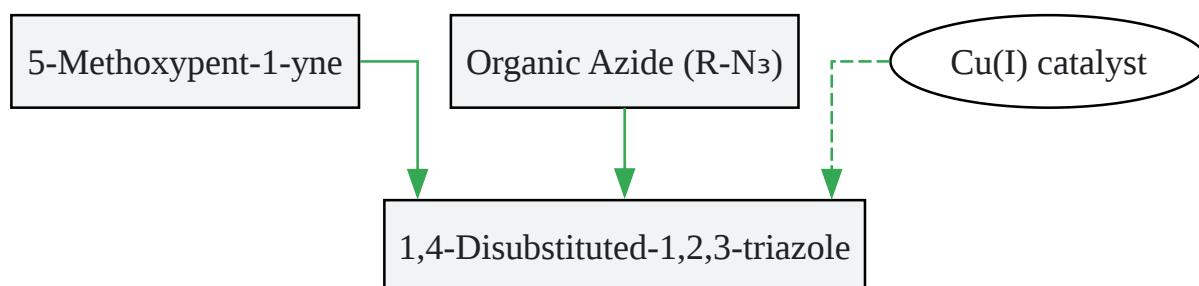 5-Methoxypent-1-yne
Organic Azide (R-N₃)
Cu(I) catalyst
1,4-Disubstituted-1,2,3-triazole